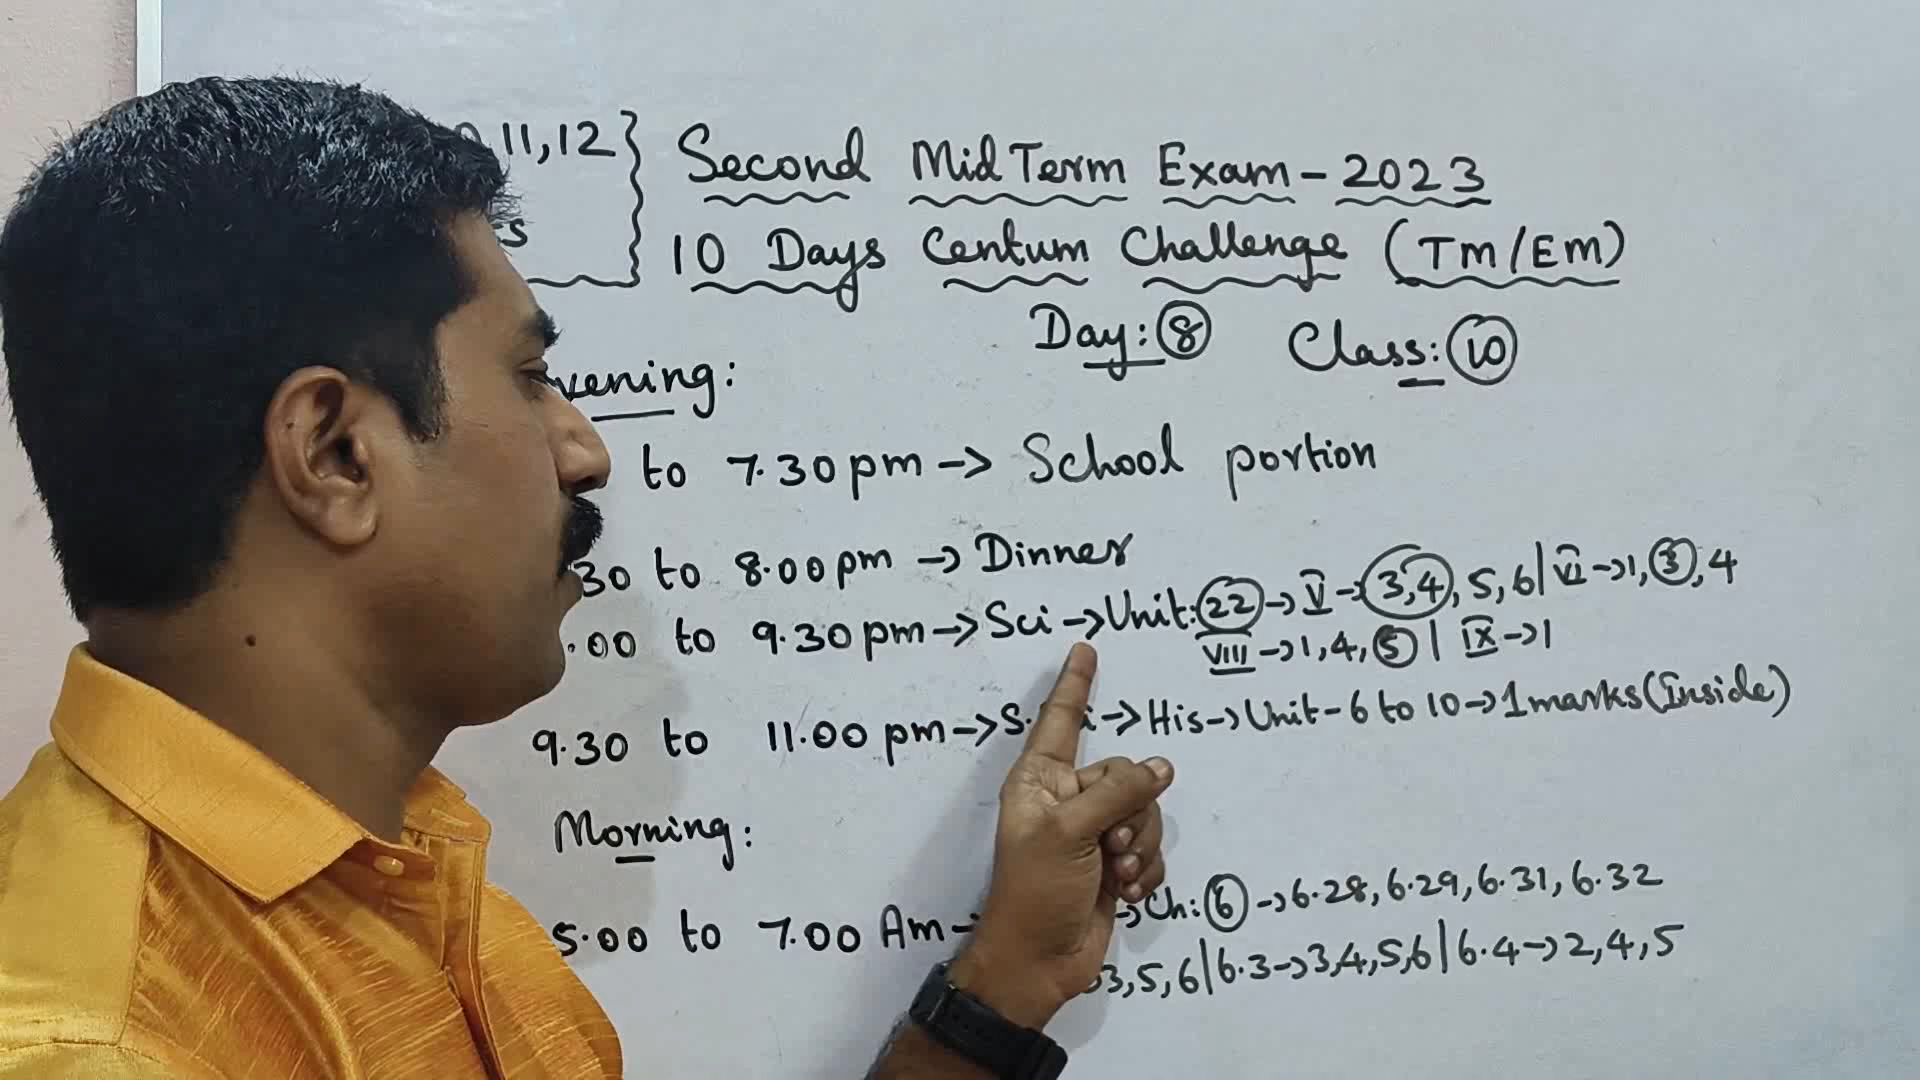 11,12}
Second Mid Term Exam-2023
10 Days Centum Challenge (TM/EM)
Day: 8 Class: 10
vening:
to 7.30 pm -> School portion
30 to 8.00 pm -> Dinner
.00 to 9.30 pm -> Sci -> Unit: 22 -> V -> 3,4, 5, 6 | VI -> 1, 3, 4
VIII -> 1, 4, 5 | IX -> 1
9.30 to 11.00 pm -> S. i -> His -> Unit-6 to 10 -> 1marks (Inside)
Morning:
5.00 to 7.00 Am- -> Ch: 6 -> 6.28, 6.29, 6.31, 6.32
3, 5, 6 | 6.3 -> 3,4, 5, 6 | 6.4 -> 2, 4, 5